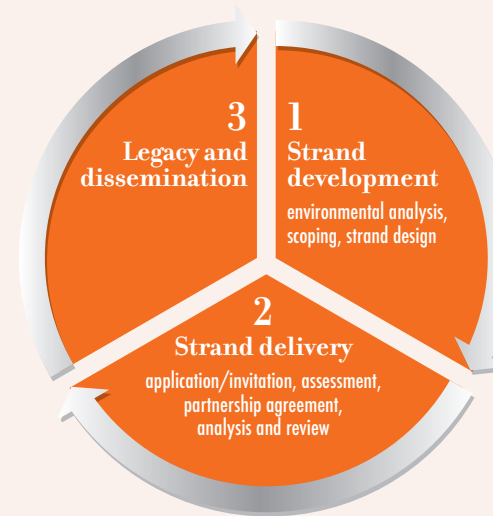 1
Strand
development
environmental analysis,
scoping, strand design
2
Strand delivery
application/invitation, assessment,
partnership agreement,
analysis and review
3
Legacy and
dissemination